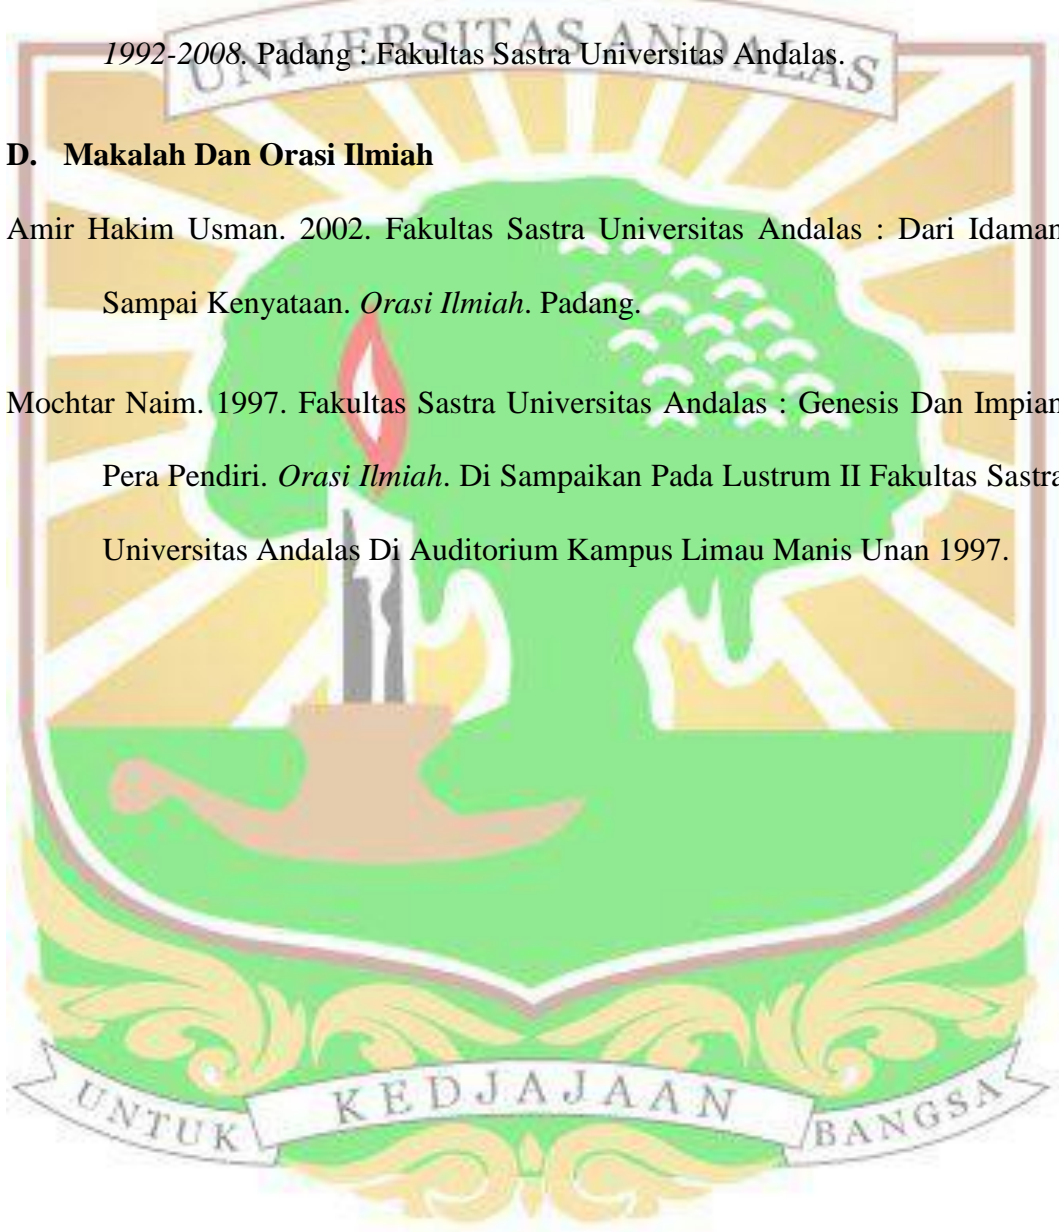 UNIVERSITAS ANDALAS
1992-2008. Padang : Fakultas Sastra Universitas Andalas.
D. Makalah Dan Orasi Ilmiah
Amir Hakim Usman. 2002. Fakultas Sastra Universitas Andalas : Dari Idaman
Sampai Kenyataan. Orasi Ilmiah. Padang.
Mochtar Naim. 1997. Fakultas Sastra Universitas Andalas : Genesis Dan Impian
Pera Pendiri. Orasi Ilmiah. Di Sampaikan Pada Lustrum II Fakultas Sastra
Universitas Andalas Di Auditorium Kampus Limau Manis Unan 1997.
UNTUK KEDJAJAAN BANGSA